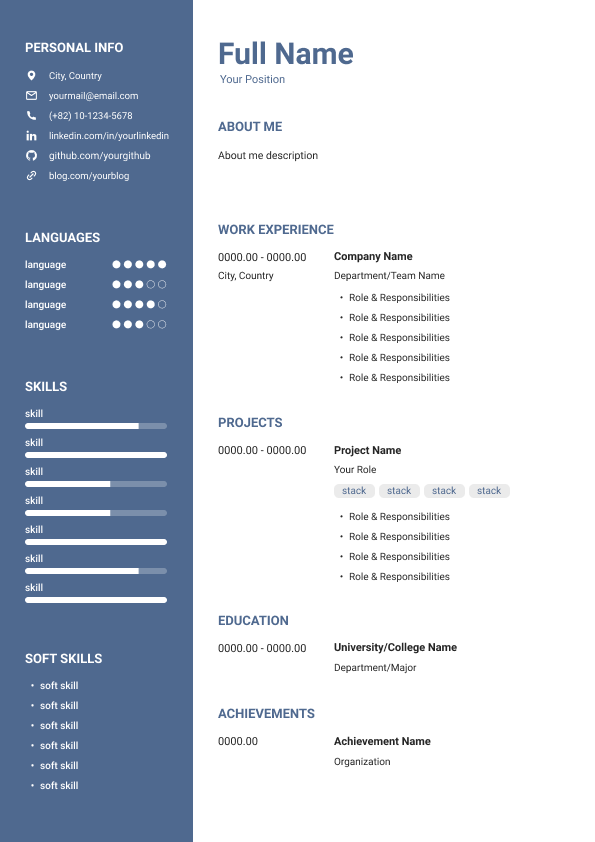 PERSONAL INFO
City, Country
yourmail@email.com
(+82) 10-1234-5678
linkedin.com/in/yourlinkedin
github.com/yourgithub
blog.com/yourblog
LANGUAGES
language
language
language
language
SKILLS
skill
skill
skill
skill
skill
skill
skill
SOFT SKILLS
• soft skill
• soft skill
• soft skill
• soft skill
• soft skill
• soft skill
Full Name
Your Position
ABOUT ME
About me description
WORK EXPERIENCE
0000.00 - 0000.00
City, Country
Company Name
Department/Team Name
• Role & Responsibilities
• Role & Responsibilities
• Role & Responsibilities
• Role & Responsibilities
• Role & Responsibilities
PROJECTS
0000.00 - 0000.00
Project Name
Your Role
stack stack stack stack
• Role & Responsibilities
• Role & Responsibilities
• Role & Responsibilities
• Role & Responsibilities
EDUCATION
0000.00 - 0000.00
University/College Name
Department/Major
ACHIEVEMENTS
0000.00
Achievement Name
Organization